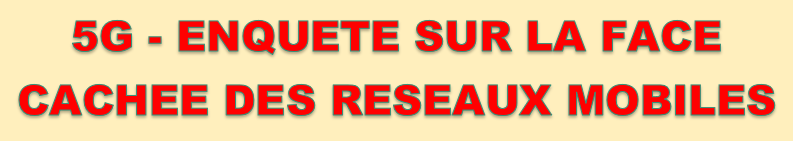 5G - ENQUETE SUR LA FACE
CACHEE DES RESEAUX MOBILES